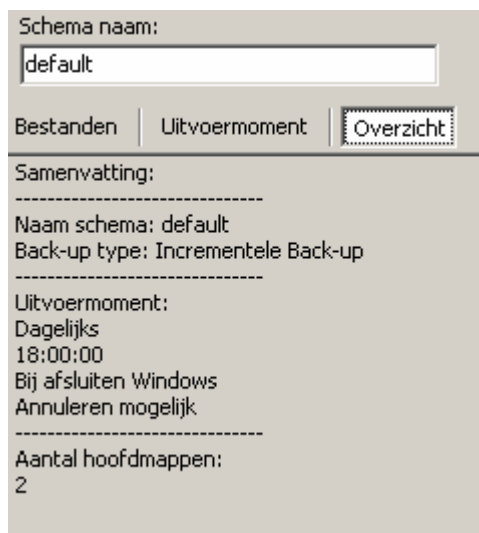 Schema naam:
default
Bestanden Uitvoermoment Overzicht
Samenvatting:
-------------------------------
Naam schema: default
Back-up type: Incrementele Back-up
-------------------------------
Uitvoermoment:
Dagelijks
18:00:00
Bij afsluiten Windows
Annuleren mogelijk
-------------------------------
Aantal hoofdmappen:
2